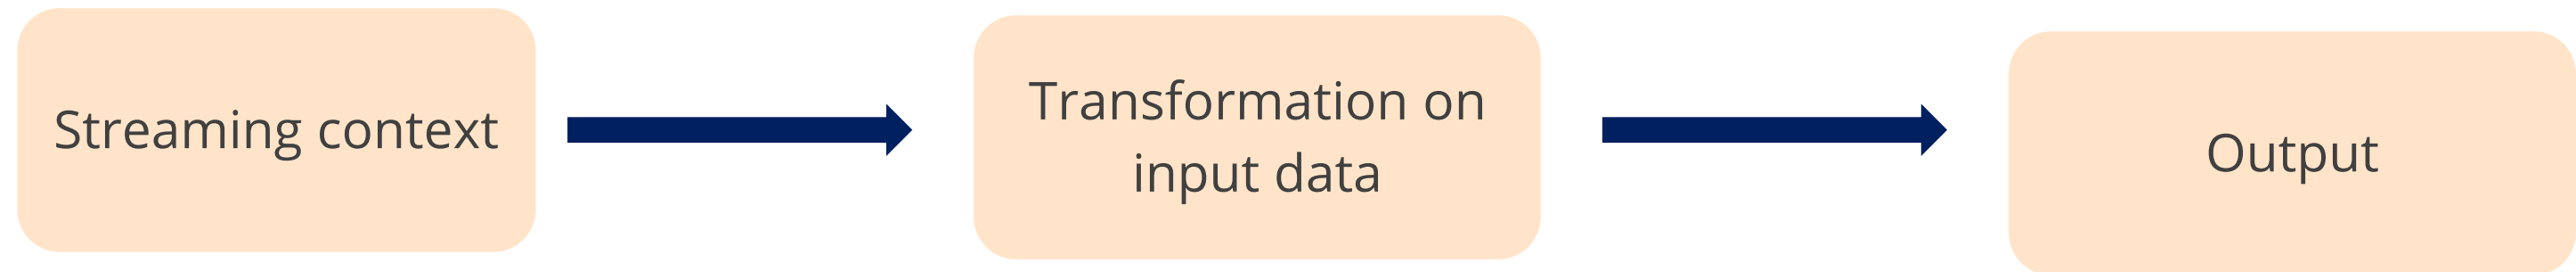 Streaming context
Transformation on
input data
Output